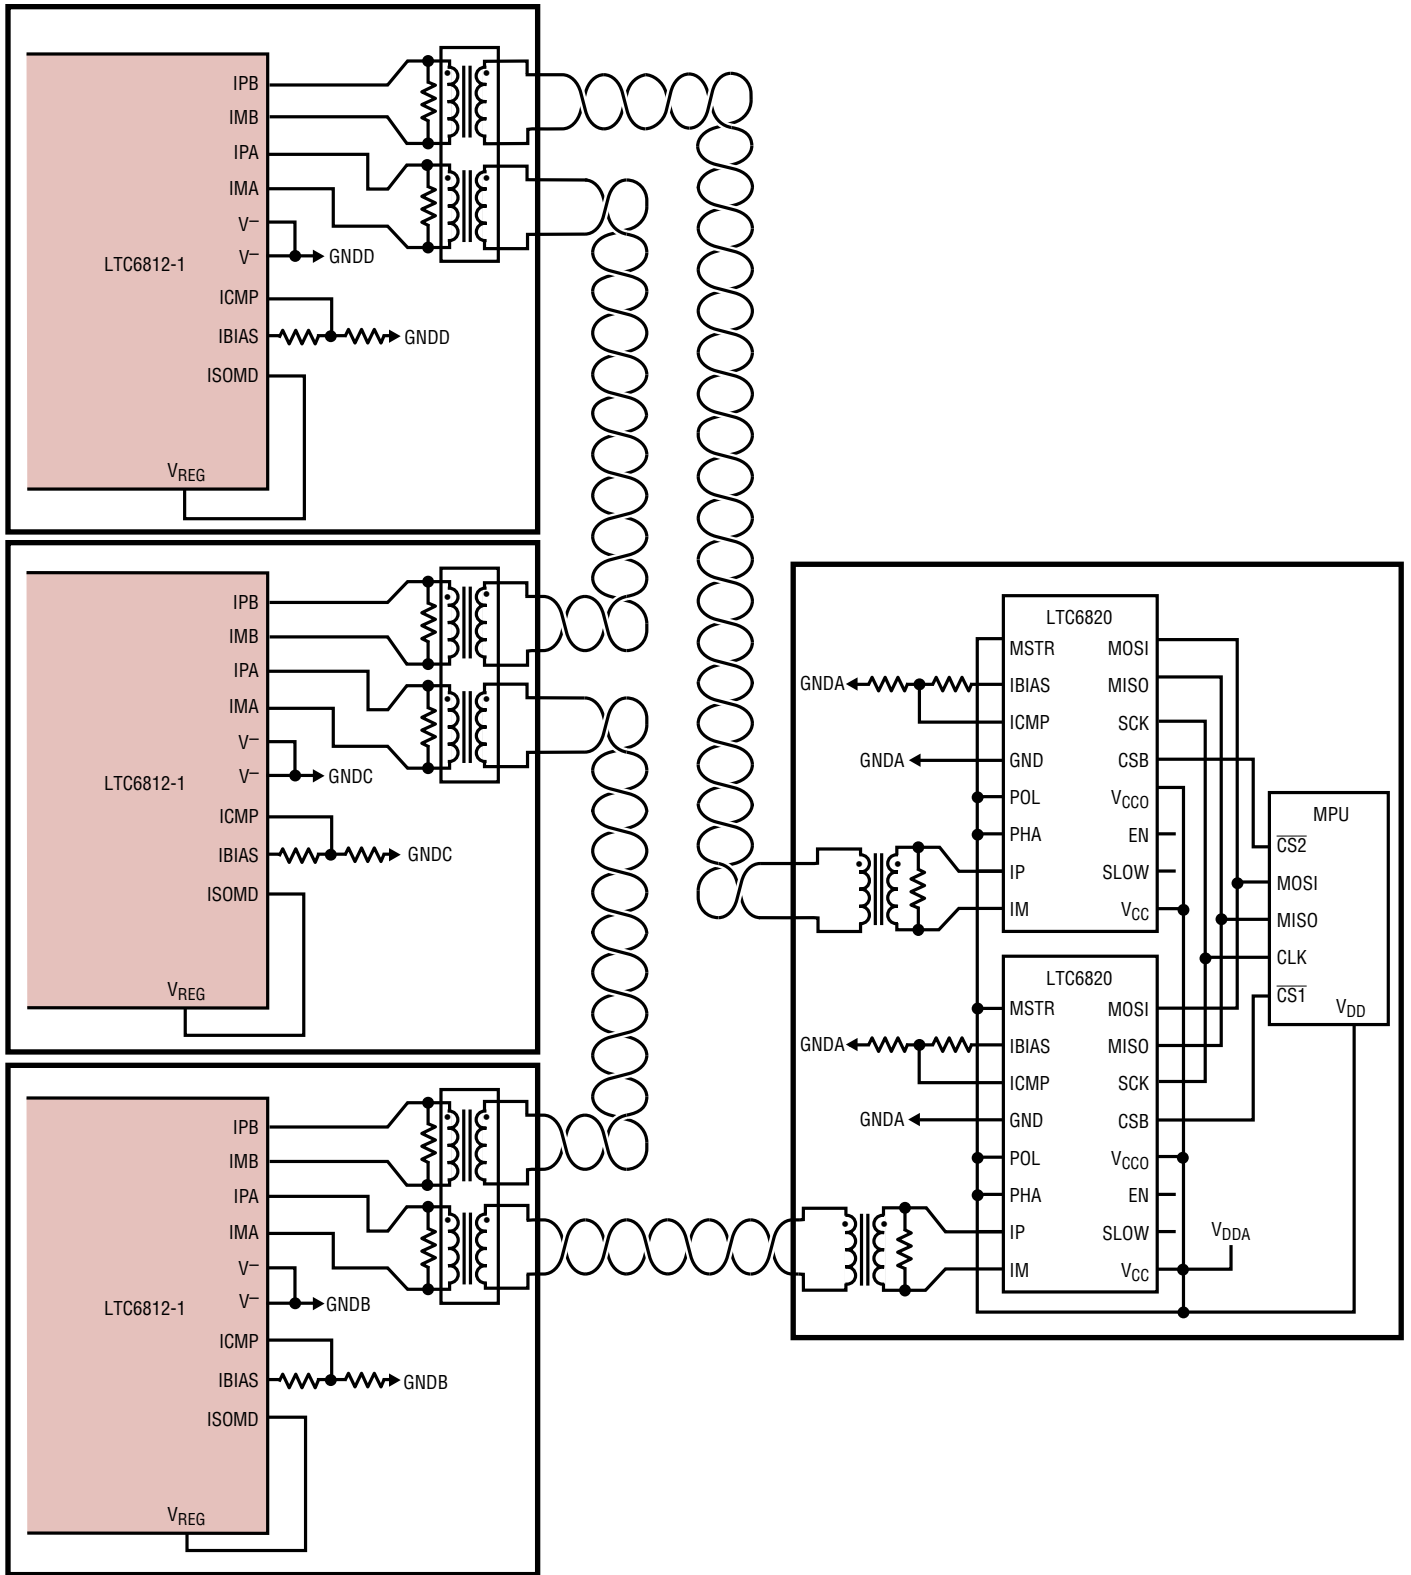 IPB
IMB
IPA
IMA
V–
V–
GNDD
LTC6812-1
ICMP
IBIAS
GNDD
ISOMD
VREG
IPB
IMB
IPA
IMA
V–
V–
GNDC
LTC6812-1
ICMP
IBIAS
GNDC
ISOMD
VREG
IPB
IMB
IPA
IMA
V–
V–
GNDB
LTC6812-1
ICMP
IBIAS
GNDB
ISOMD
VREG
LTC6820
MSTR MOSI
GNDA IBIAS MISO
ICMP SCK
GNDA GND CSB
POL VCCO
PHA EN
IP SLOW
IM VCC
LTC6820
MSTR MOSI
GNDA IBIAS MISO
ICMP SCK
GNDA GND CSB
POL VCCO
PHA EN
IP SLOW
VDDA
IM VCC
MPU
CS2
MOSI
MISO
CLK
CS1
VDD